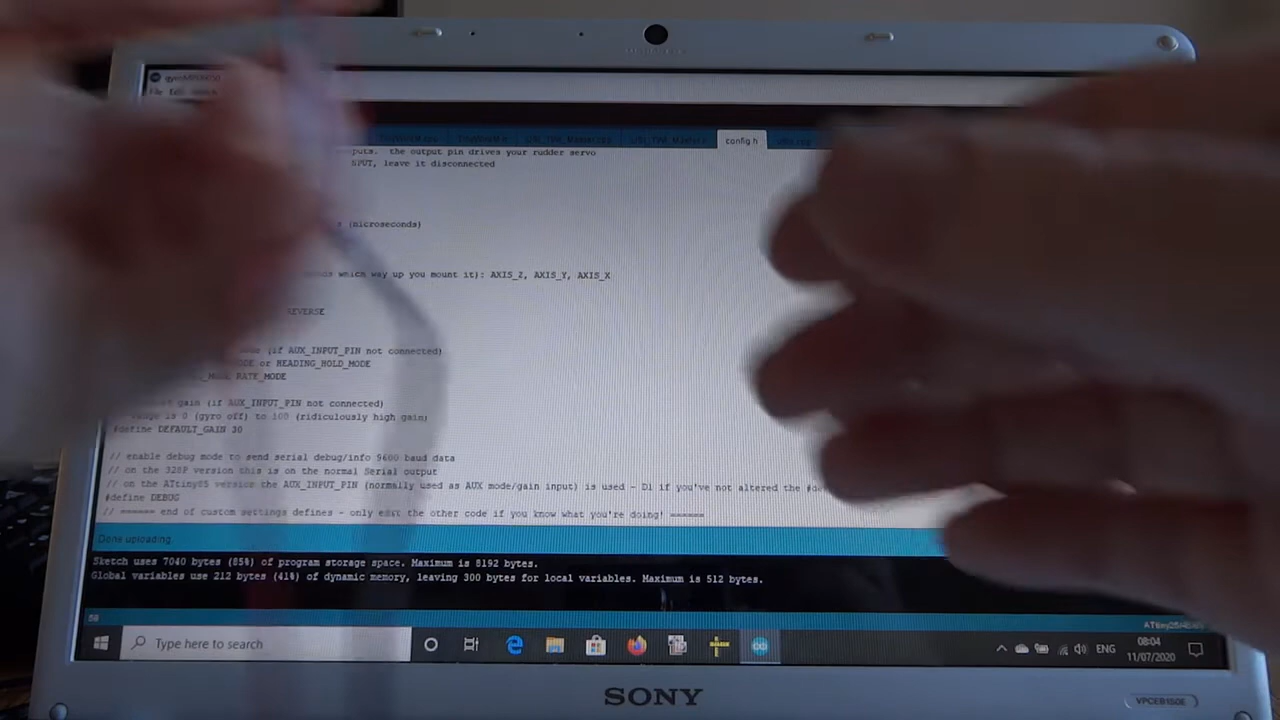 File Edit
config.h
puts. the output pin drives your rudder servo
SPUT, leave it disconnected
s (microseconds)
which way up you mount it): AXIS_Z, AXIS_Y, AXIS_X
REVERSE
(if AUX_INPUT_PIN not connected)
or HEADING_HOLD_MODE
RATE_MODE
gain (if AUX_INPUT_PIN not connected)
is 0 (gyro off) to 100 (ridiculously high gain)
#define DEFAULT_GAIN 30
// enable debug mode to send serial debug/info 9600 baud data
// on the 328P version this is on the normal Serial output
// on the ATtiny85 version the AUX_INPUT_PIN (normally used as AUX mode/gain input) is used - D1 if you've not altered the
#define DEBUG
// ====== end of custom settings defines - only edit the other code if you know what you're doing! ======
Done uploading.
Sketch uses 7040 bytes (85%) of program storage space. Maximum is 8192 bytes.
Global variables use 212 bytes (41%) of dynamic memory, leaving 300 bytes for local variables. Maximum is 512 bytes.
Type here to search
ENG
08:04
11/07/2020
SONY
VPCEB1S0E